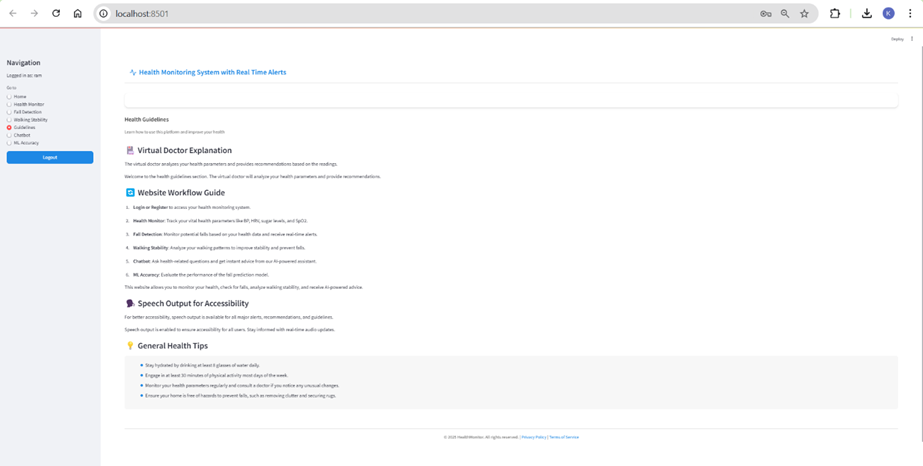 localhost:8501
K
Deploy
Navigation
Logged in as: ram
Go to
Home
Health Monitor
Fall Detection
Walking Stability
Guidelines
Chatbot
ML Accuracy
Logout
Health Monitoring System with Real Time Alerts
Health Guidelines
Learn how to use this platform and improve your health
Virtual Doctor Explanation
The virtual doctor analyzes your health parameters and provides recommendations based on the readings.
Welcome to the health guidelines section. The virtual doctor will analyze your health parameters and provide recommendations.
Website Workflow Guide
1. Login or Register to access your health monitoring system.
2. Health Monitor: Track your vital health parameters like BP, HRV, sugar levels, and SpO2.
3. Fall Detection: Monitor potential falls based on your health data and receive real-time alerts.
4. Walking Stability: Analyze your walking patterns to improve stability and prevent falls.
5. Chatbot: Ask health-related questions and get instant advice from our AI-powered assistant.
6. ML Accuracy: Evaluate the performance of the fall prediction model.
This website allows you to monitor your health, check for falls, analyze walking stability, and receive AI-powered advice.
Speech Output for Accessibility
For better accessibility, speech output is available for all major alerts, recommendations, and guidelines.
Speech output is enabled to ensure accessibility for all users. Stay informed with real-time audio updates.
General Health Tips
Stay hydrated by drinking at least 8 glasses of water daily.
Engage in at least 30 minutes of physical activity most days of the week.
Monitor your health parameters regularly and consult a doctor if you notice any unusual changes.
Ensure your home is free of hazards to prevent falls, such as removing clutter and securing rugs.
© 2025 HealthMonitor. All rights reserved. | Privacy Policy | Terms of Service